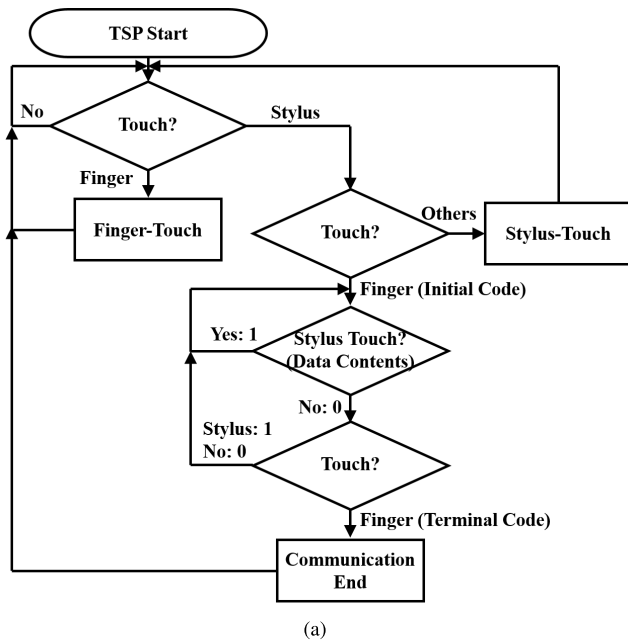 TSP Start
No
Touch?
Stylus
Finger
Finger-Touch
Touch?
Others
Stylus-Touch
Finger (Initial Code)
Yes: 1
Stylus Touch?
(Data Contents)
No: 0
Stylus: 1
No: 0
Touch?
Finger (Terminal Code)
Communication
End
(a)